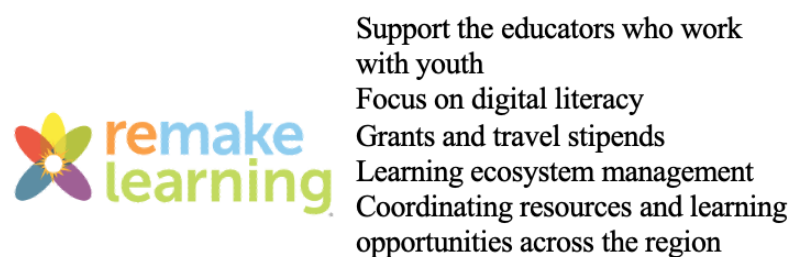 remake
learning
Support the educators who work
with youth
Focus on digital literacy
Grants and travel stipends
Learning ecosystem management
Coordinating resources and learning
opportunities across the region